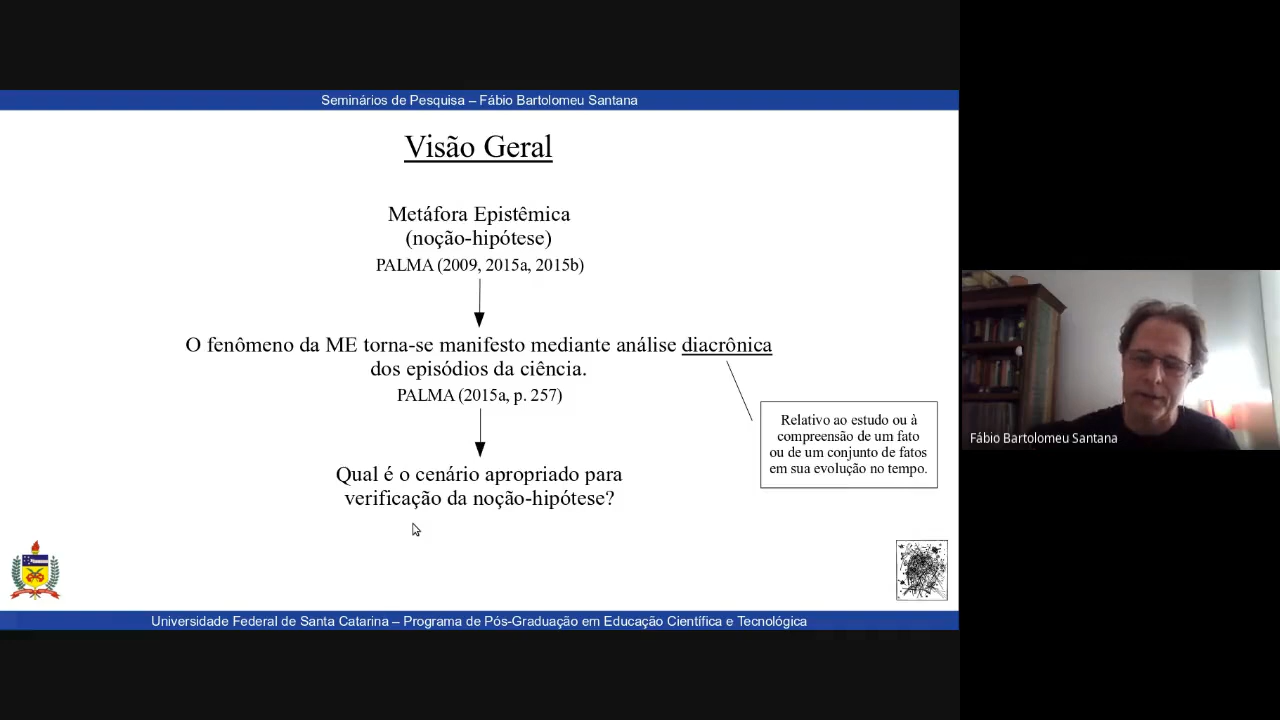 Seminários de Pesquisa – Fábio Bartolomeu Santana
Visão Geral
Metáfora Epistêmica
(noção-hipótese)
PALMA (2009, 2015a, 2015b)
O fenômeno da ME torna-se manifesto mediante análise diacrônica
dos episódios da ciência.
PALMA (2015a, p. 257)
Relativo ao estudo ou à
compreensão de um fato
ou de um conjunto de fatos
em sua evolução no tempo.
Qual é o cenário apropriado para
verificação da noção-hipótese?
Universidade Federal de Santa Catarina – Programa de Pós-Graduação em Educação Científica e Tecnológica
Fábio Bartolomeu Santana